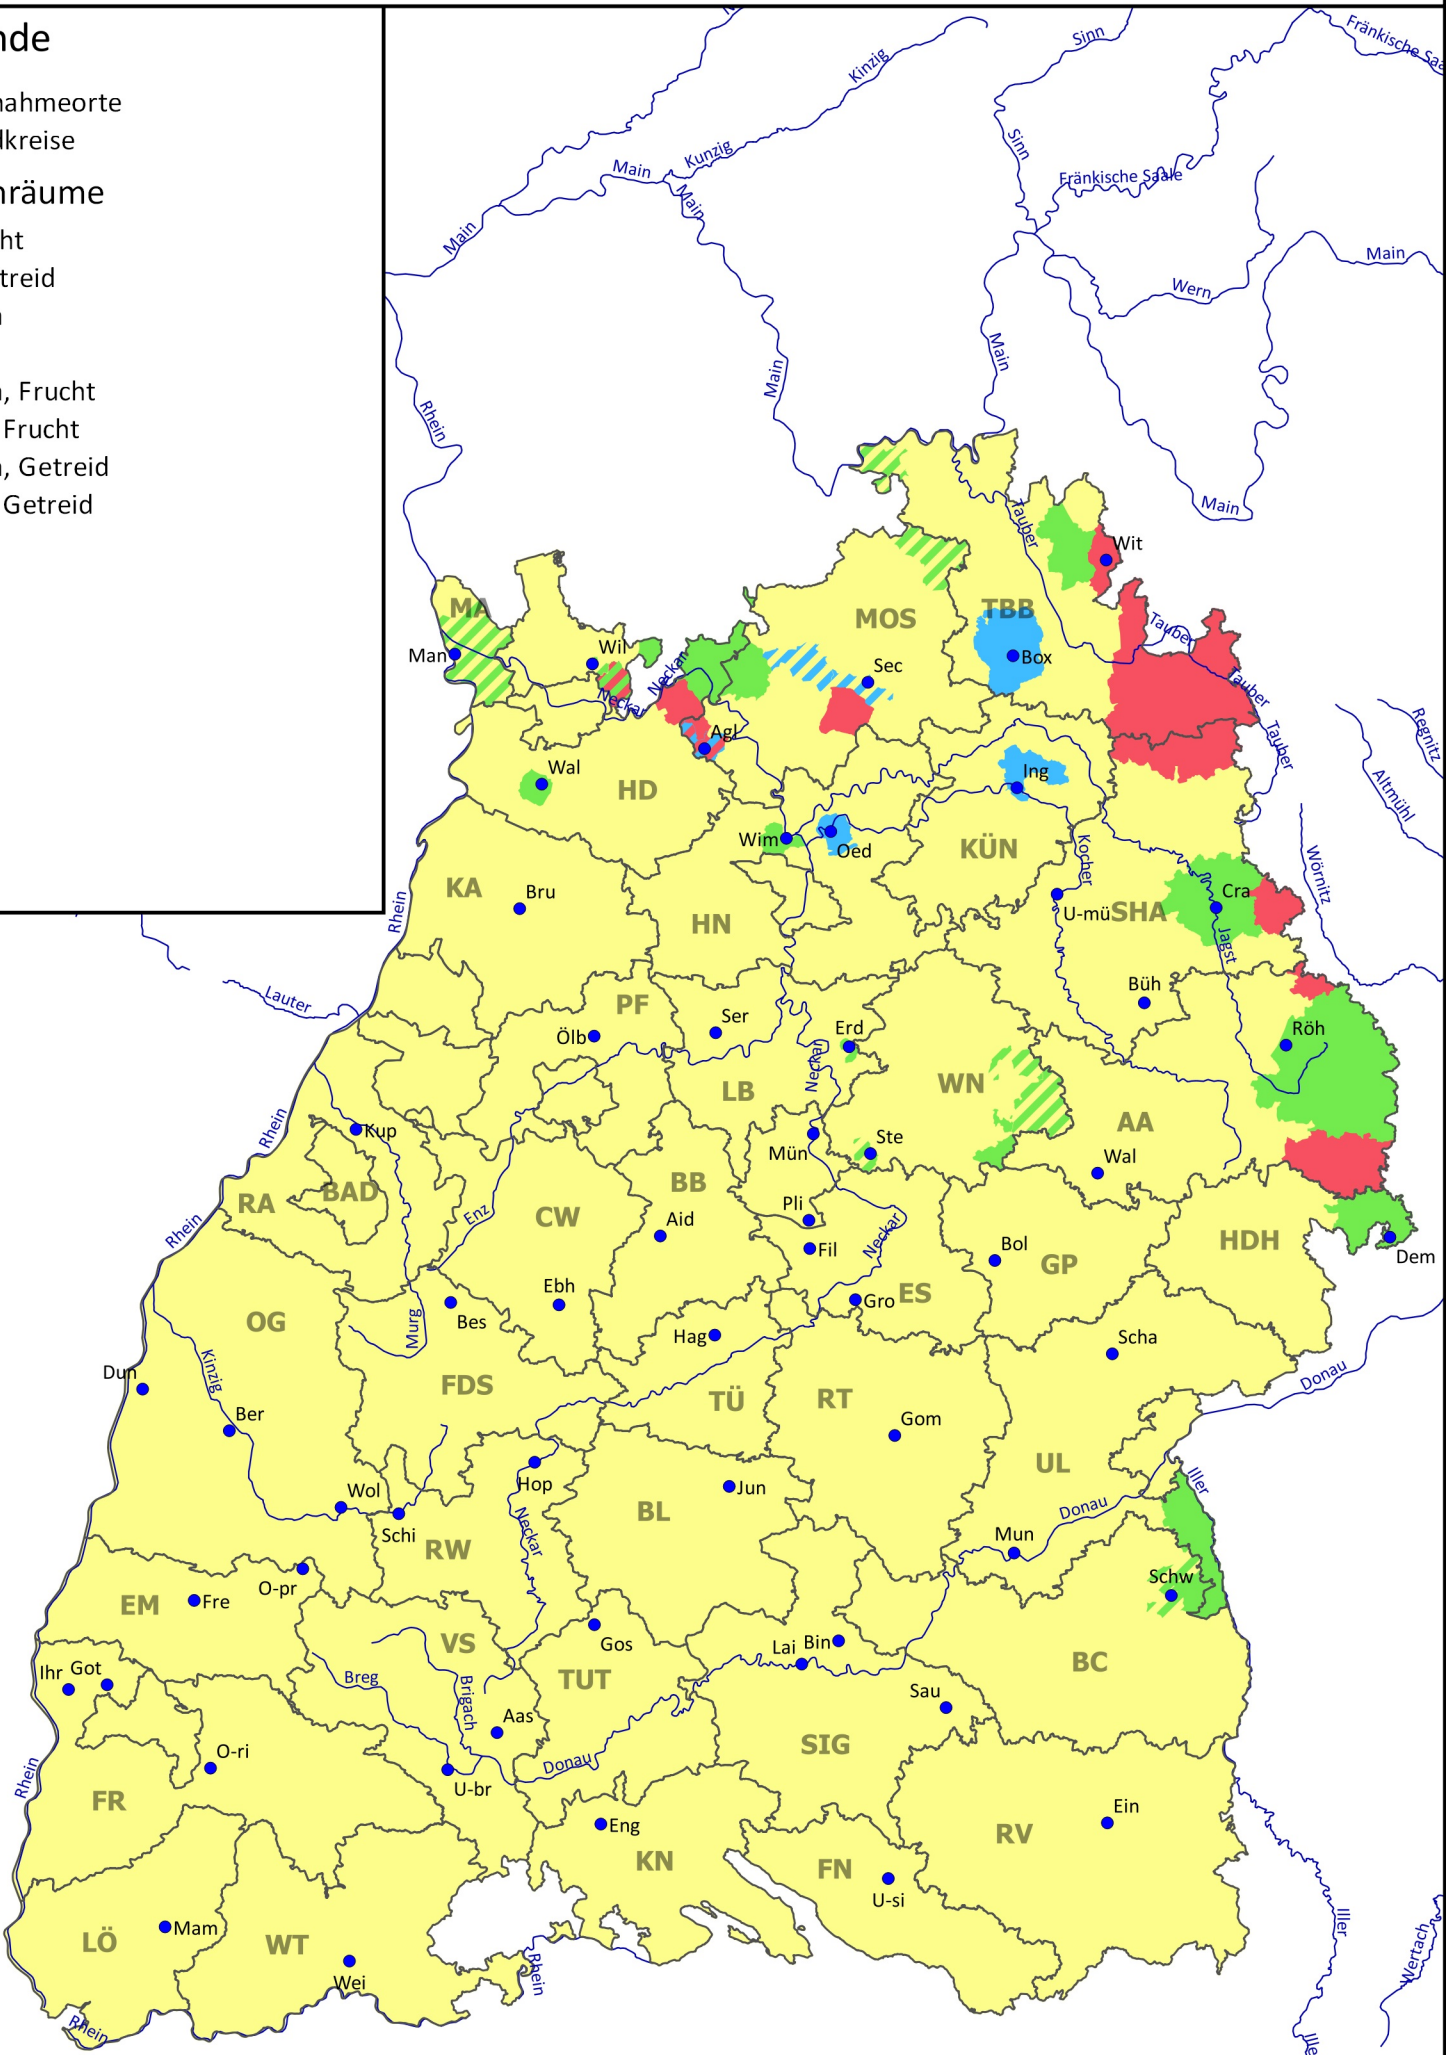 nde
nahmeorte
dkreise
nräume
ht
treid
n
n, Frucht
Frucht
n, Getreid
Getreid
Kinzig
Sinn
Fränkische Saa
Main
Kunzig
Main
Main
Sinn
Fränkische Saale
Main
Wern
Main
Main
Main
Rhein
Main
Tauber
Wit
MA
MOS
TBB
Tauber
Man
Wil
Neckar
Sec
Box
Neckar
Tauber
Regnitz
Agl
Tauber
Wal
HD
Ing
Altmühl
Wim
Oed
KÜN
Kocher
Wörnitz
KA
Bru
Rhein
HN
U-mü
SHA
Cra
Jagst
Lauter
PF
Büh
Ölb
Ser
Erd
Röh
Neckar
LB
WN
AA
Rhein
Kup
Mün
Ste
Wal
RA
BAD
BB
Enz
CW
Aid
Pli
Neckar
Rhein
Fil
Bol
GP
HDH
Dem
Ebh
ES
OG
Murg
Bes
Gro
Hag
Scha
Dun
Kinzig
FDS
TÜ
RT
Donau
Ber
Gom
UL
Wol
Hop
Jun
Iller
Schi
Neckar
BL
Donau
RW
Mun
O-pr
Schw
EM
Fre
VS
Gos
Lai
Bin
BC
Ihr
Got
Breg
Brigach
TUT
Sau
Aas
SIG
O-ri
Donau
Rhein
U-br
FR
Eng
Ein
KN
FN
RV
U-si
LÖ
Mam
WT
Wei
Rhein
Iller
Wertach
Rhein
Ille